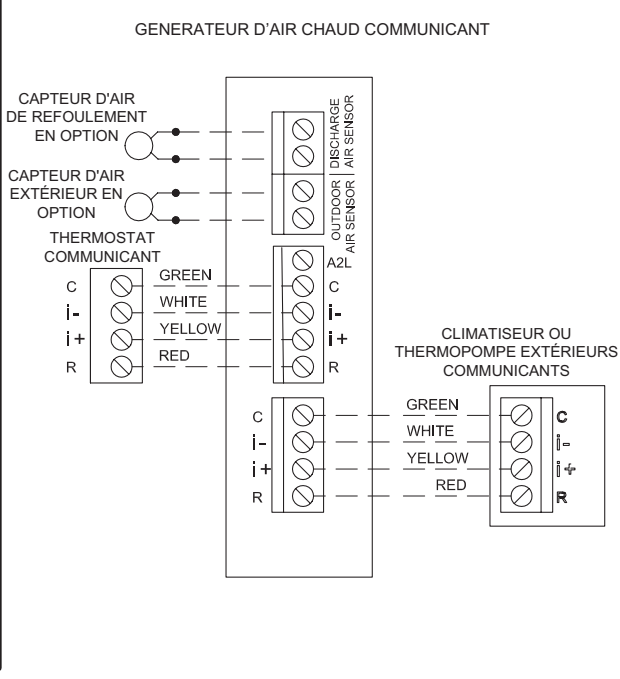 GENERATEUR D'AIR CHAUD COMMUNICANT
CAPTEUR D'AIR
DE REFOULEMENT
EN OPTION
DISCHARGE
AIR SENSOR
CAPTEUR D'AIR
EXTÉRIEUR EN
OPTION
OUTDOOR
AIR SENSOR
THERMOSTAT
COMMUNICANT
A2L
C GREEN C
i- WHITE i-
i+ YELLOW i+
R RED R
CLIMATISEUR OU
THERMOPOMPE EXTÉRIEURS
COMMUNICANTS
C GREEN C
i- WHITE i-
i+ YELLOW i+
R RED R